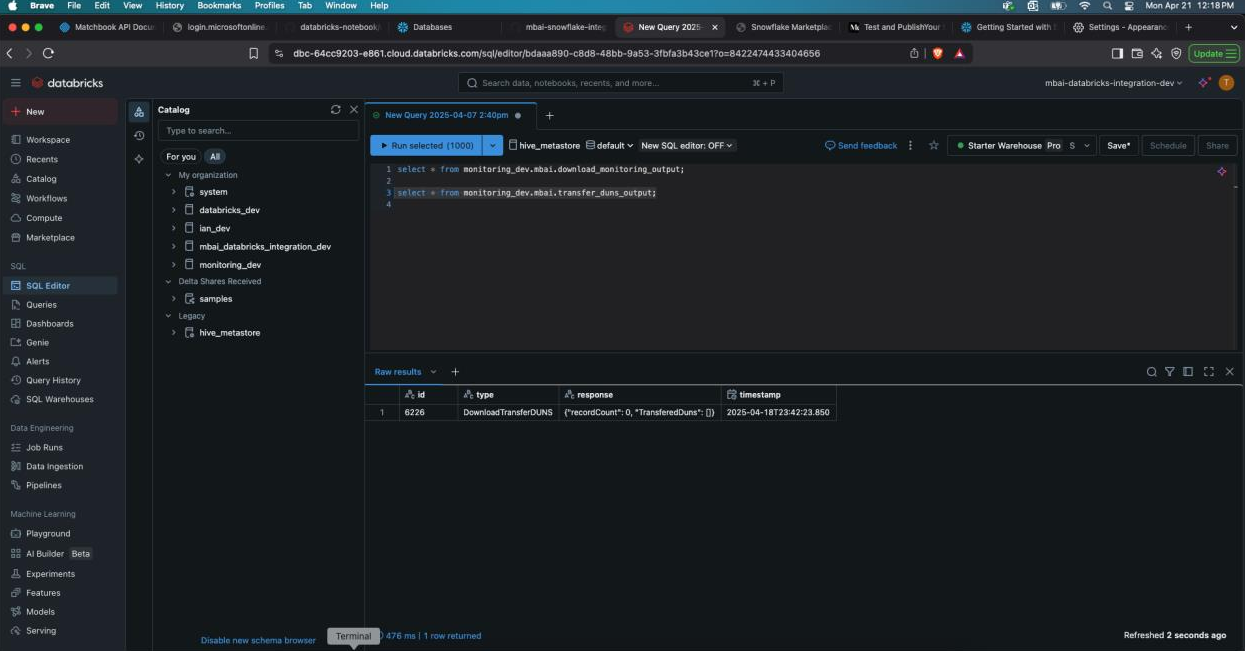 Brave File Edit View History Bookmarks Profiles Tab Window Help Mon Apr 21 12:18PM
Matchbook API Docu login.microsoftonline. databricks-notebook Databases mbai-snowflake-integ New Query 2025 Snowflake Marketplac Test and PublishYour Getting Started with Settings - Appearanc
dbc-64cc9203-e861.cloud.databricks.com/sql/editor/bdaaa890-c8d8-48bb-9a53-3fbfa3b43ce1?o=8422474433404656 Update
databricks Search data, notebooks, recents, and more... ⌘ + P mbai-databricks-integration-dev T
New
Workspace
Recents
Catalog
Workflows
Compute
Marketplace
SQL
SQL Editor
Queries
Dashboards
Genie
Alerts
Query History
SQL Warehouses
Data Engineering
Job Runs
Data Ingestion
Pipelines
Machine Learning
Playground
AI Builder Beta
Experiments
Features
Models
Serving
Catalog
Type to search...
For you All
My organization
system
databricks_dev
ian_dev
mbai_databricks_integration_dev
monitoring_dev
Delta Shares Received
samples
Legacy
hive_metastore
Disable new schema browser
Terminal
New Query 2025-04-07 2:40pm
Run selected (1000) hive_metastore default New SQL editor: OFF Send feedback Starter Warehouse Pro S Save* Schedule Share
1 select * from monitoring_dev.mbai.download_monitoring_output;
2
3 select * from monitoring_dev.mbai.transfer_duns_output;
4
Raw results
id type response timestamp
1 6226 DownloadTransferDUNS {"recordCount": 0, "TransferedDuns": []} 2025-04-18T23:42:23.850
476 ms | 1 row returned Refreshed 2 seconds ago